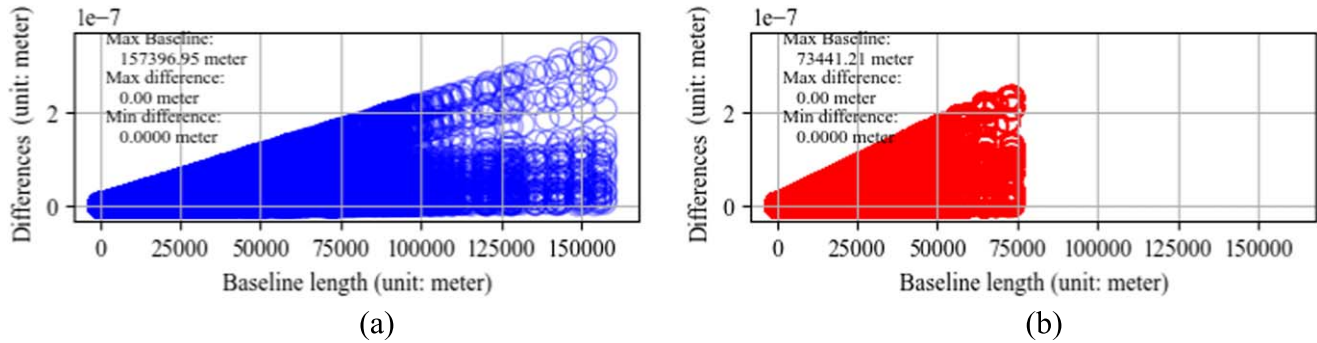 1e−7
Max Baseline:
157396.95 meter
Max difference:
0.00 meter
Min difference:
0.0000 meter
Differences (unit: meter)
2
0
0 25000 50000 75000 100000 125000 150000
Baseline length (unit: meter)
(a)
1e−7
Max Baseline:
73441.21 meter
Max difference:
0.00 meter
Min difference:
0.0000 meter
Differences (unit: meter)
2
0
0 25000 50000 75000 100000 125000 150000
Baseline length (unit: meter)
(b)